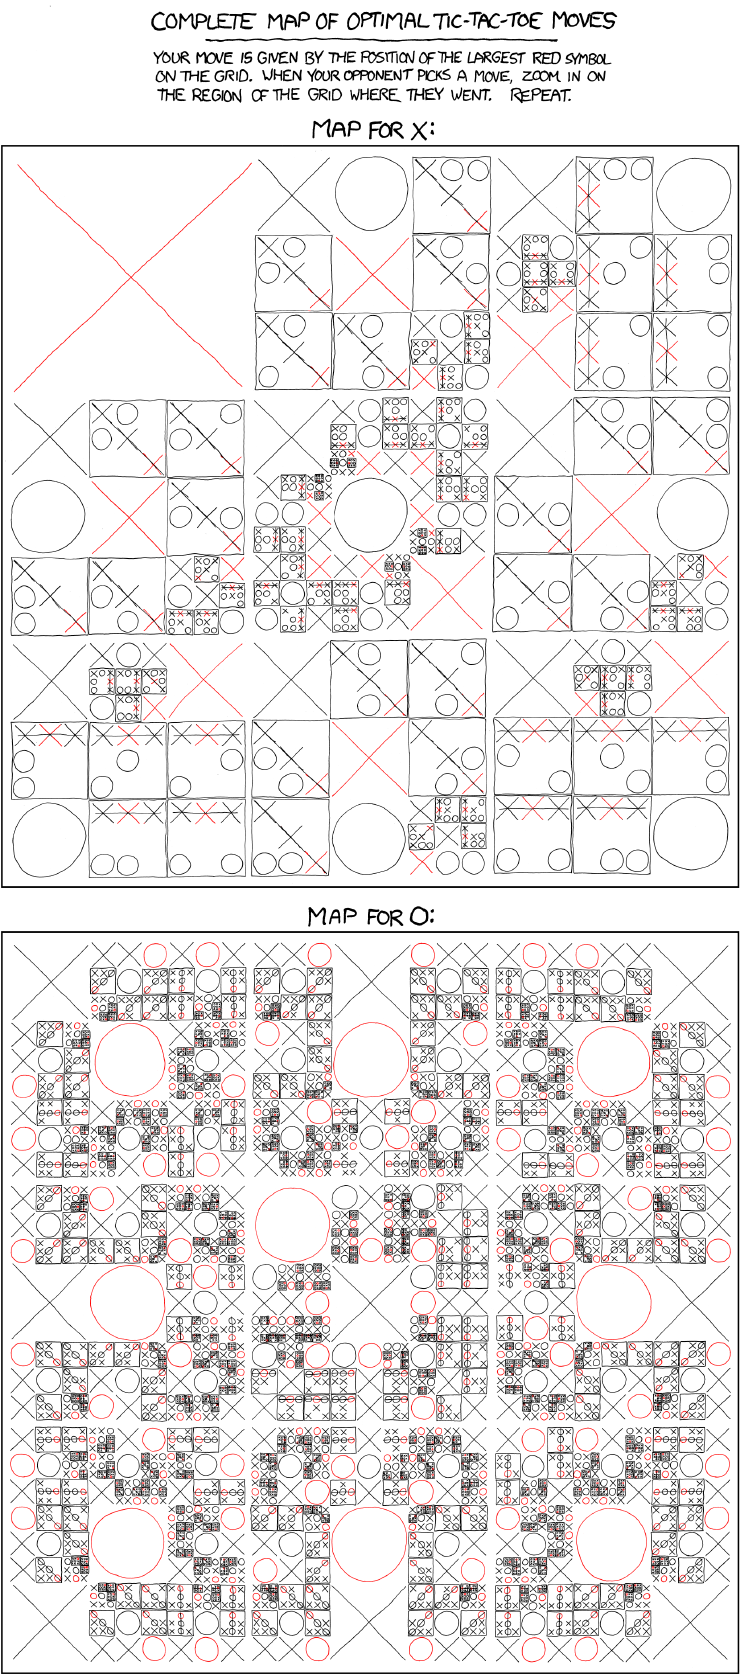 COMPLETE MAP OF OPTIMAL TIC-TAC-TOE MOVES
YOUR MOVE IS GIVEN BY THE POSITION OF THE LARGEST RED SYMBOL
ON THE GRID. WHEN YOUR OPPONENT PICKS A MOVE, ZOOM IN ON
THE REGION OF THE GRID WHERE THEY WENT. REPEAT.
MAP FOR X:
MAP FOR O: